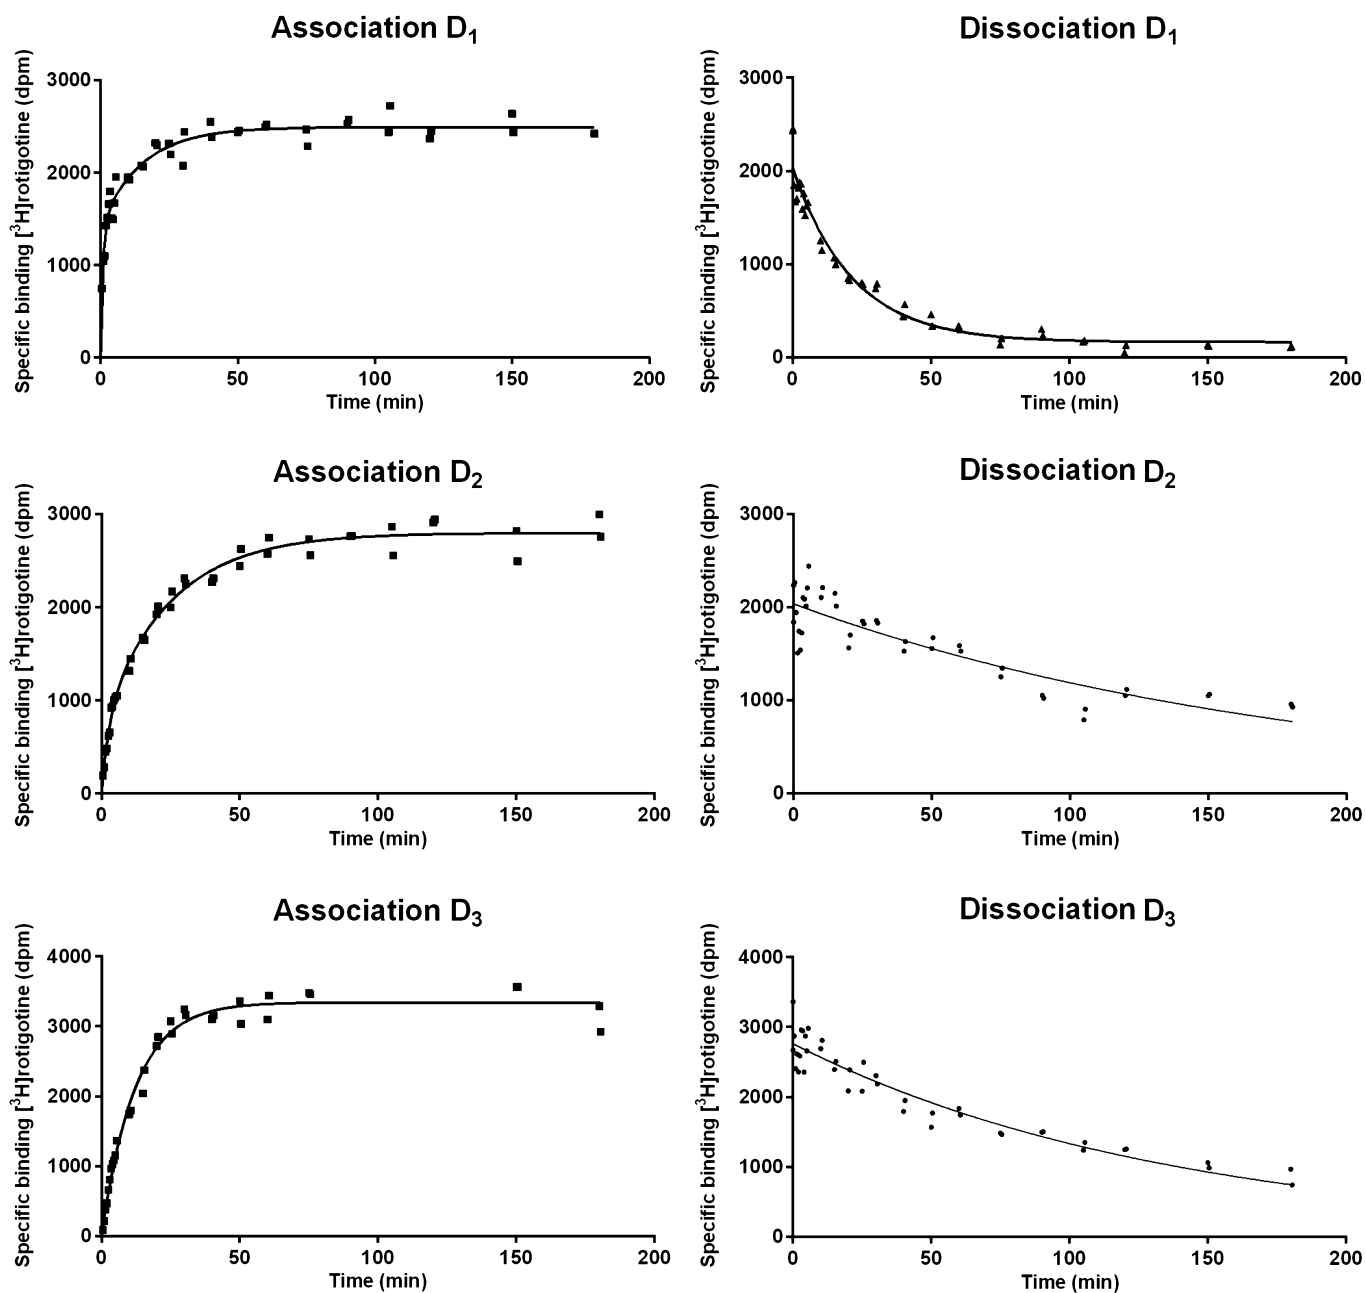 Association D₁
Specific binding [³H]rotigotine (dpm)
3000
2000
1000
0
0 50 100 150 200
Time (min)
Dissociation D₁
Specific binding [³H]rotigotine (dpm)
3000
2000
1000
0
0 50 100 150 200
Time (min)
Association D₂
Specific binding [³H]rotigotine (dpm)
3000
2000
1000
0
0 50 100 150 200
Time (min)
Dissociation D₂
Specific binding [³H]rotigotine (dpm)
3000
2000
1000
0
0 50 100 150 200
Time (min)
Association D₃
Specific binding [³H]rotigotine (dpm)
4000
3000
2000
1000
0
0 50 100 150 200
Time (min)
Dissociation D₃
Specific binding [³H]rotigotine (dpm)
4000
3000
2000
1000
0
0 50 100 150 200
Time (min)